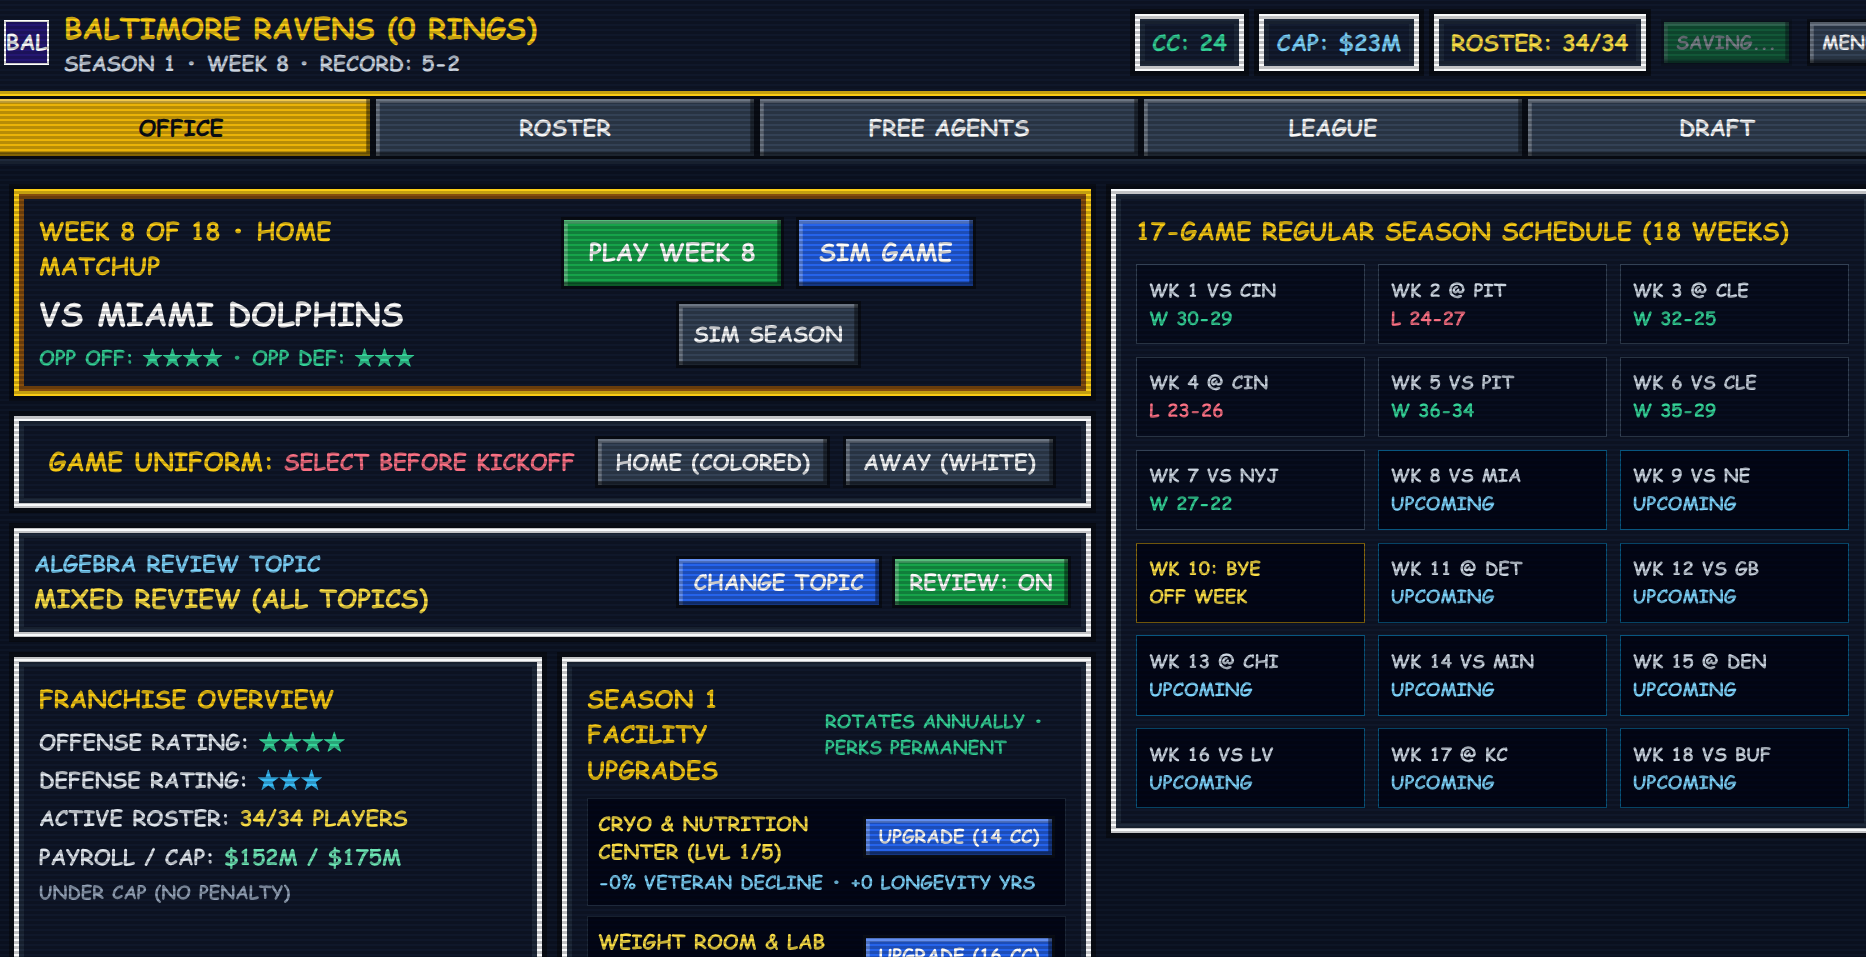 BAL
BALTIMORE RAVENS (0 RINGS)
SEASON 1 · WEEK 8 · RECORD: 5-2
CC: 24
CAP: $23M
ROSTER: 34/34
SAVING...
MEN
OFFICE
ROSTER
FREE AGENTS
LEAGUE
DRAFT
WEEK 8 OF 18 · HOME
MATCHUP
VS MIAMI DOLPHINS
OPP OFF: ★★★★ · OPP DEF: ★★★
PLAY WEEK 8
SIM GAME
SIM SEASON
GAME UNIFORM: SELECT BEFORE KICKOFF
HOME (COLORED)
AWAY (WHITE)
ALGEBRA REVIEW TOPIC
MIXED REVIEW (ALL TOPICS)
CHANGE TOPIC
REVIEW: ON
FRANCHISE OVERVIEW
OFFENSE RATING: ★★★★
DEFENSE RATING: ★★★
ACTIVE ROSTER: 34/34 PLAYERS
PAYROLL / CAP: $152M / $175M
UNDER CAP (NO PENALTY)
SEASON 1
FACILITY
UPGRADES
ROTATES ANNUALLY ·
PERKS PERMANENT
CRYO & NUTRITION
CENTER (LVL 1/5)
UPGRADE (14 CC)
-0% VETERAN DECLINE · +0 LONGEVITY YRS
WEIGHT ROOM & LAB
UPGRADE (16 CC)
17-GAME REGULAR SEASON SCHEDULE (18 WEEKS)
WK 1 VS CIN
W 30-29
WK 2 @ PIT
L 24-27
WK 3 @ CLE
W 32-25
WK 4 @ CIN
L 23-26
WK 5 VS PIT
W 36-34
WK 6 VS CLE
W 35-29
WK 7 VS NYJ
W 27-22
WK 8 VS MIA
UPCOMING
WK 9 VS NE
UPCOMING
WK 10: BYE
OFF WEEK
WK 11 @ DET
UPCOMING
WK 12 VS GB
UPCOMING
WK 13 @ CHI
UPCOMING
WK 14 VS MIN
UPCOMING
WK 15 @ DEN
UPCOMING
WK 16 VS LV
UPCOMING
WK 17 @ KC
UPCOMING
WK 18 VS BUF
UPCOMING